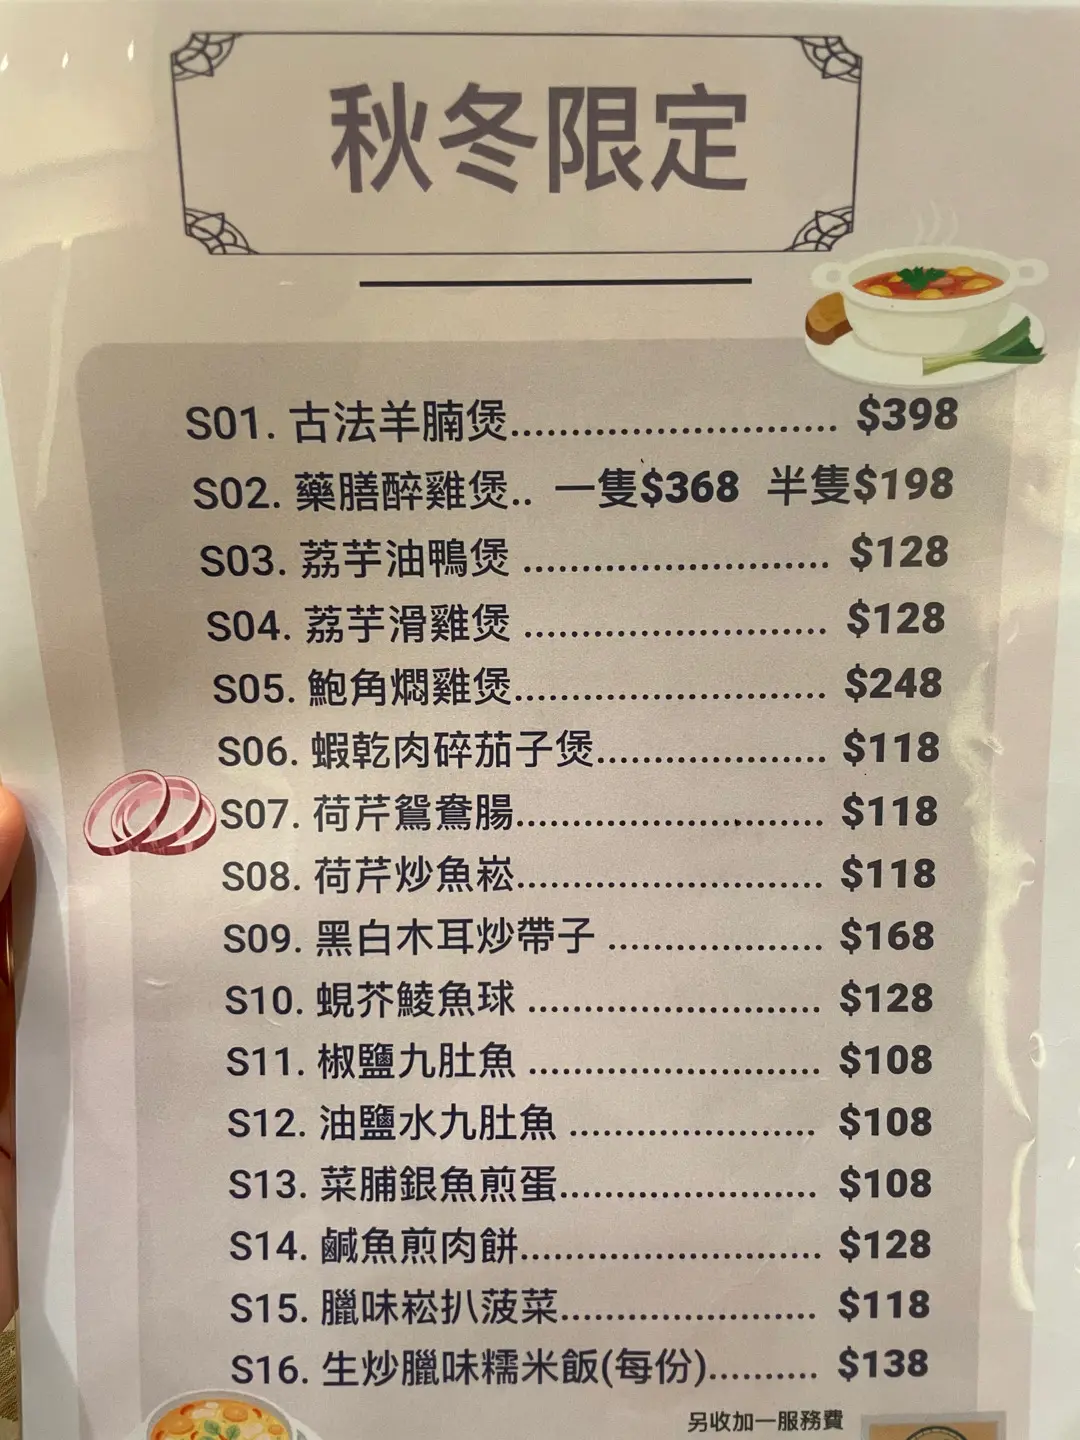 秋冬限定
S01. 古法羊腩煲........................... $398
S02. 藥膳醉雞煲.. 一隻$368 半隻$198
S03. 荔芋油鴨煲 ......................... $128
S04. 荔芋滑雞煲 ......................... $128
S05. 鮑角燜雞煲.......................... $248
S06. 蝦乾肉碎茄子煲................... $118
S07. 荷芹鴛鴦腸.......................... $118
S08. 荷芹炒魚崧.......................... $118
S09. 黑白木耳炒帶子 .................. $168
S10. 蜆芥鯪魚球 ......................... $128
S11. 椒鹽九肚魚 ......................... $108
S12. 油鹽水九肚魚 ..................... $108
S13. 菜脯銀魚煎蛋...................... $108
S14. 鹹魚煎肉餅.......................... $128
S15. 臘味崧扒菠菜...................... $118
S16. 生炒臘味糯米飯(每份).......... $138
另收加一服務費